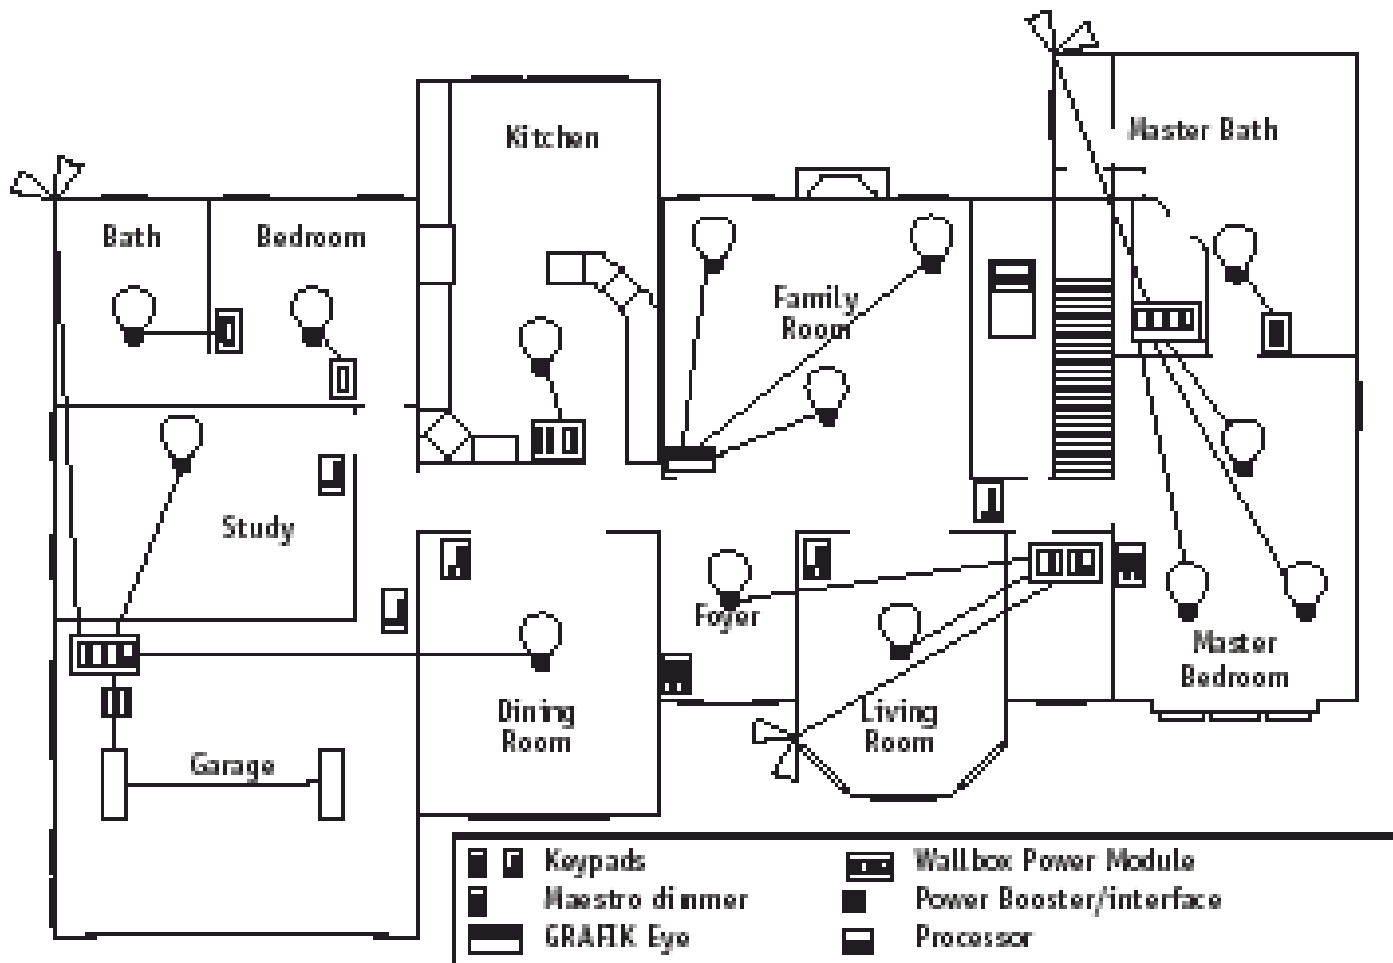 Kitchen
Master Bath
Bath
Bedroom
Family
Room
Study
Foyer
Master
Bedroom
Dining
Room
Living
Room
Garage
Keypads
Wallbox Power Module
Maestro dimmer
Power Booster/interface
GRAFIK Eye
Processor